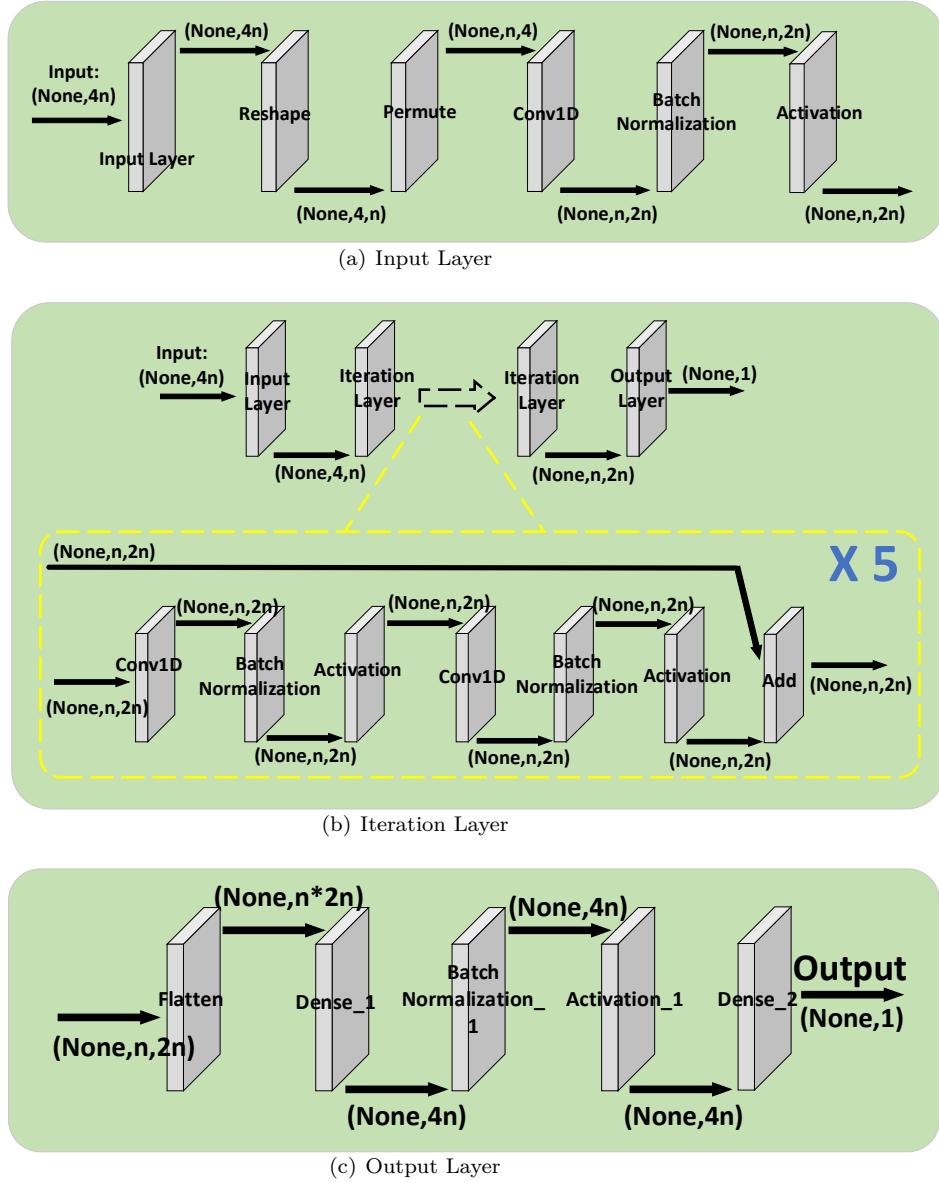 (None,4n)
(None,n,4)
(None,n,2n)
Input:
(None,4n)
Input Layer
Reshape
Permute
Conv1D
Batch
Normalization
Activation
(None,4,n)
(None,n,2n)
(None,n,2n)
(a) Input Layer
Input:
(None,4n)
Input
Layer
Iteration
Layer
Iteration
Layer
Output
Layer
(None,1)
(None,4,n)
(None,n,2n)
(None,n,2n)
X 5
(None,n,2n)
(None,n,2n)
(None,n,2n)
Conv1D
Batch
Normalization
Activation
Conv1D
Batch
Normalization
Activation
Add
(None,n,2n)
(None,n,2n)
(None,n,2n)
(None,n,2n)
(None,n,2n)
(b) Iteration Layer
(None,n*2n)
(None,4n)
Flatten
Dense_1
Batch
Normalization_
1
Activation_1
Dense_2
Output
(None,1)
(None,n,2n)
(None,4n)
(None,4n)
(c) Output Layer